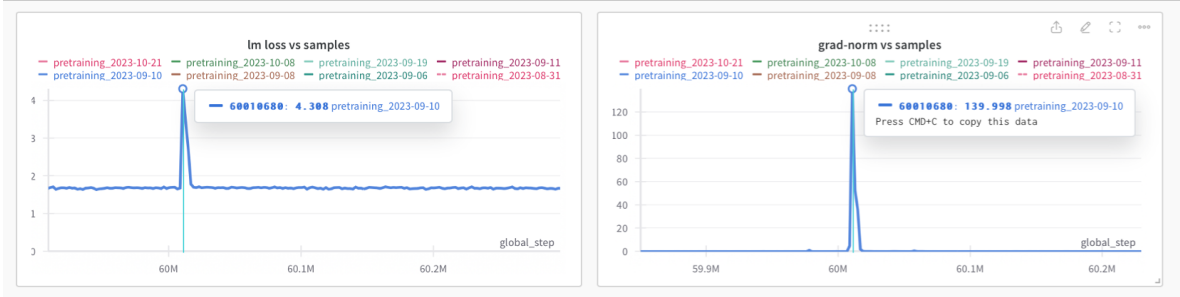 lm loss vs samples
pretraining_2023-10-21 pretraining_2023-10-08 pretraining_2023-09-19 pretraining_2023-09-11
pretraining_2023-09-10 pretraining_2023-09-08 pretraining_2023-09-06 pretraining_2023-08-31
60010680: 4.308 pretraining_2023-09-10
4
3
2
1
0
global_step
60M 60.1M 60.2M
grad-norm vs samples
pretraining_2023-10-21 pretraining_2023-10-08 pretraining_2023-09-19 pretraining_2023-09-11
pretraining_2023-09-10 pretraining_2023-09-08 pretraining_2023-09-06 pretraining_2023-08-31
60010680: 139.998 pretraining_2023-09-10
Press CMD+C to copy this data
120
100
80
60
40
20
0
global_step
59.9M 60M 60.1M 60.2M